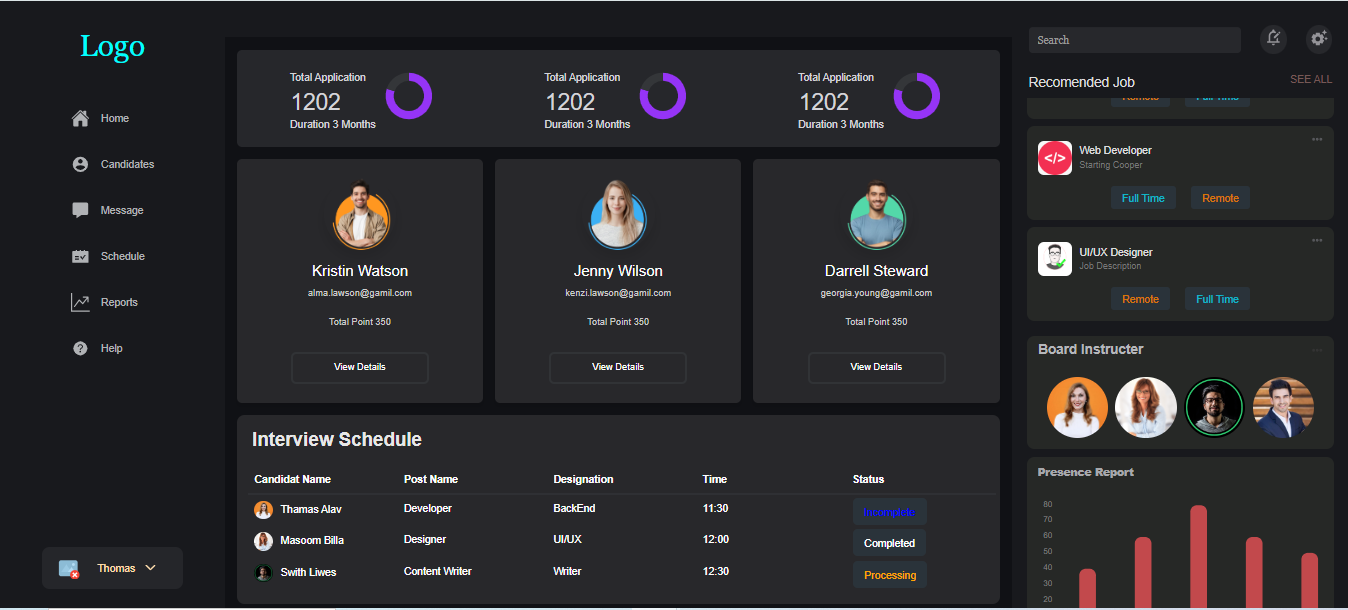 Logo
Home
Candidates
Message
Schedule
Reports
Help
Thomas
Total Application
1202
Duration 3 Months
Total Application
1202
Duration 3 Months
Total Application
1202
Duration 3 Months
Kristin Watson
alma.lawson@gamil.com
Total Point 350
View Details
Jenny Wilson
kenzi.lawson@gamil.com
Total Point 350
View Details
Darrell Steward
georgia.young@gamil.com
Total Point 350
View Details
Interview Schedule
Candidat Name Post Name Designation Time Status
Thamas Alav Developer BackEnd 11:30 Incomplete
Masoom Billa Designer UI/UX 12:00 Completed
Swith Liwes Content Writer Writer 12:30 Processing
Search
Recomended Job SEE ALL
Remote Full Time
</>
Web Developer
Starting Cooper
Full Time Remote
UI/UX Designer
Job Description
Remote Full Time
Board Instructer
Presence Report
80
70
60
50
40
30
20